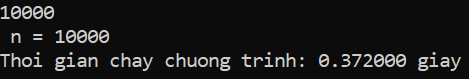 10000
n = 10000
Thoi gian chay chuong trinh: 0.372000 giay